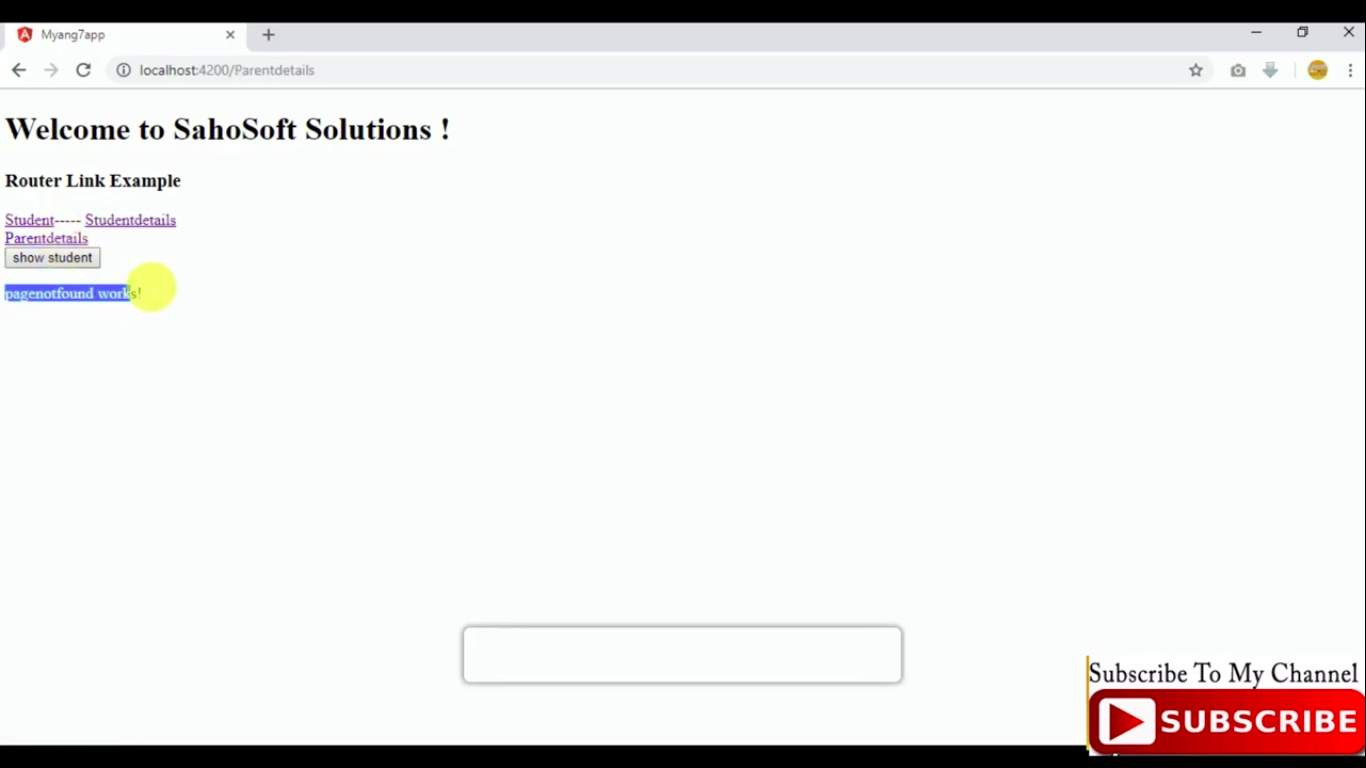 Myang7app
localhost:4200/Parentdetails
Welcome to SahoSoft Solutions !
Router Link Example
Student----- Studentdetails
Parentdetails
show student
pagenotfound works!
Subscribe To My Channel
SUBSCRIBE